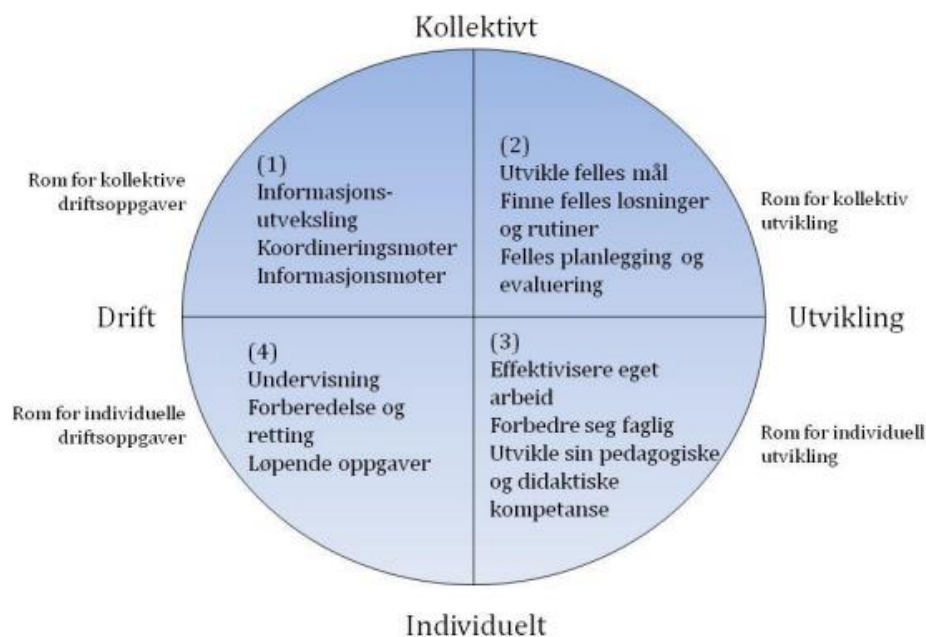 Kollektivt
Rom for kollektive
driftsoppgaver
(1)
Informasjons-
utveksling
Koordineringsmøter
Informasjonsmøter
(2)
Utvikle felles mål
Finne felles løsninger
og rutiner
Felles planlegging og
evaluering
Rom for kollektiv
utvikling
Drift
Utvikling
Rom for individuelle
driftsoppgaver
(4)
Undervisning
Forberedelse og
retting
Løpende oppgaver
(3)
Effektivisere eget
arbeid
Forbedre seg faglig
Utvikle sin pedagogiske
og didaktiske
kompetanse
Rom for individuell
utvikling
Individuelt